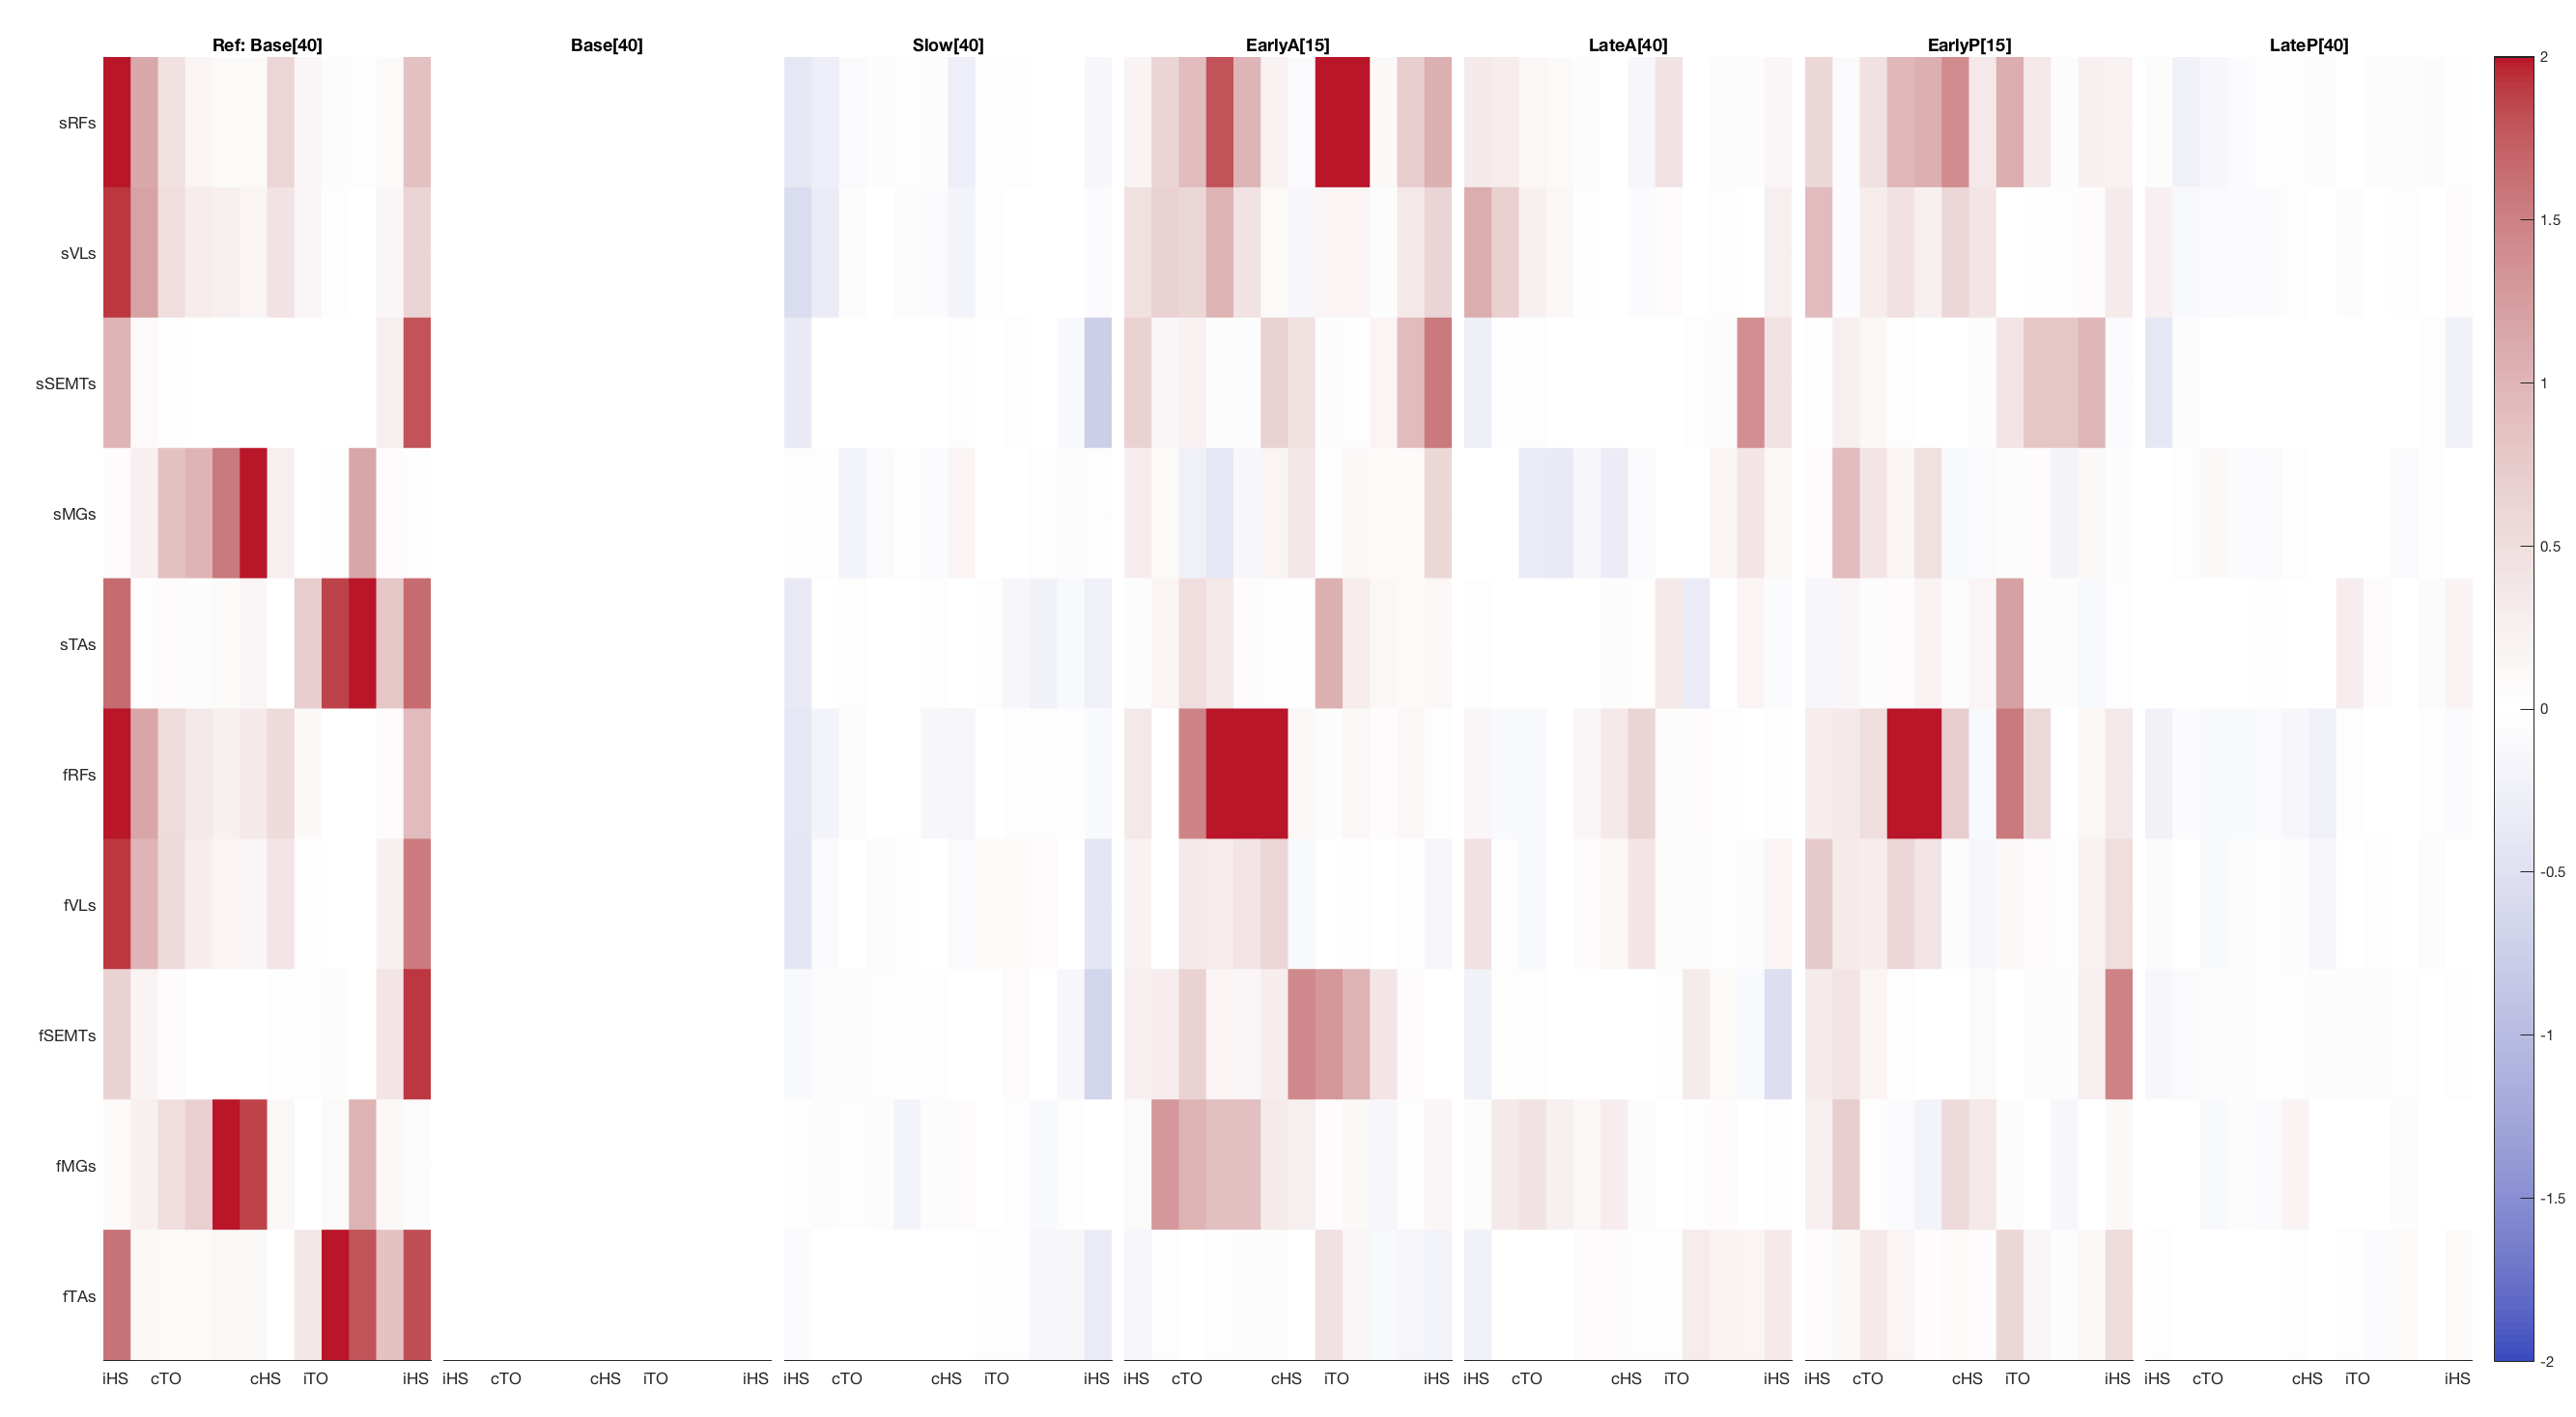 Ref: Base[40] Base[40] Slow[40] EarlyA[15] LateA[40] EarlyP[15] LateP[40]
2
sRFs
1.5
sVLs
sSEMTs
1
sMGs
0.5
sTAs
0
fRFs
-0.5
fVLs
fSEMTs
-1
fMGs
-1.5
fTAs
-2
iHS cTO cHS iTO iHS iHS cTO cHS iTO iHS iHS cTO cHS iTO iHS iHS cTO cHS iTO iHS iHS cTO cHS iTO iHS iHS cTO cHS iTO iHS iHS cTO cHS iTO iHS